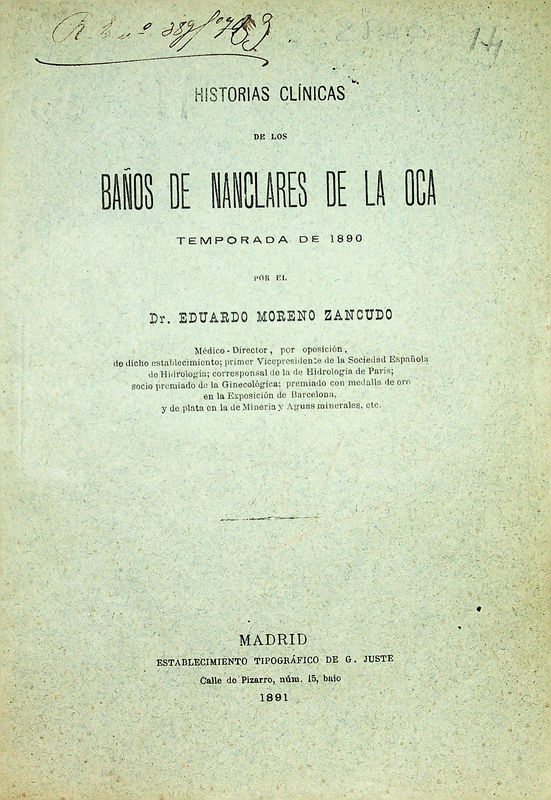 14
HISTORIAS CLÍNICAS
DE LOS
BAÑOS DE NANCLARES DE LA OCA
TEMPORADA DE 1890
POR EL
Dr. EDUARDO MORENO ZANCUDO
Médico-Director, por oposición,
de dicho establecimiento; primer Vicepresidente de la Sociedad Española
de Hidrología; corresponsal de la de Hidrología de París;
socio premiado de la Ginecológica; premiado con medalla de oro
en la Exposición de Barcelona,
y de plata en la de Minería y Aguas minerales, etc.
MADRID
ESTABLECIMIENTO TIPOGRÁFICO DE G. JUSTE
Calle de Pizarro, núm. 15, bajo
1891